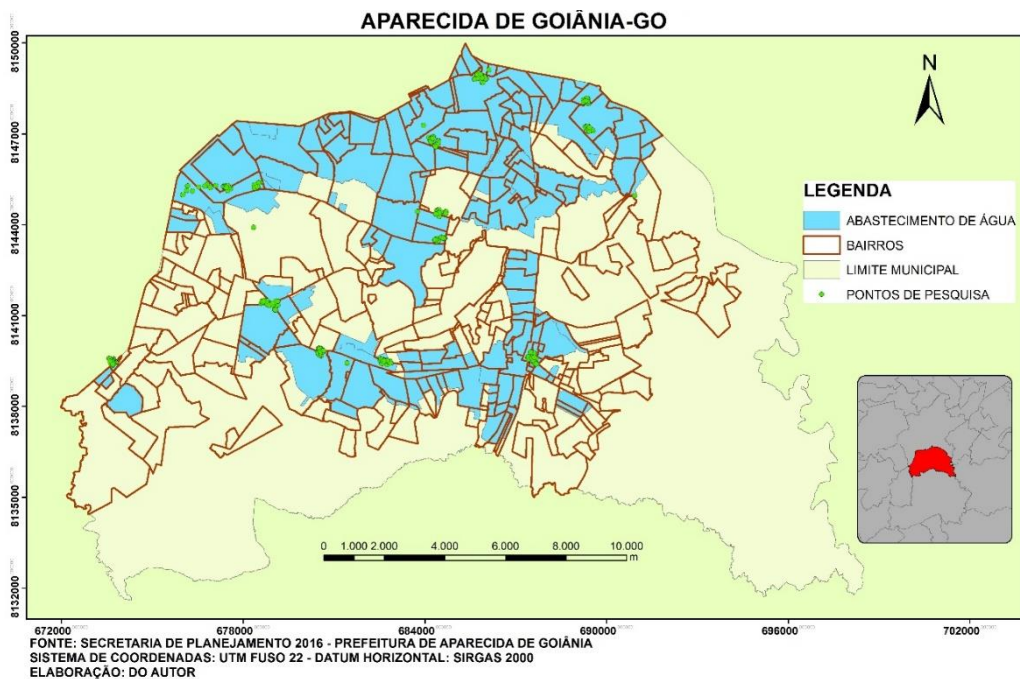 APARECIDA DE GOIÂNIA-GO
8150000
8147000
8144000
8141000
8138000
8135000
8132000
N
LEGENDA
ABASTECIMENTO DE ÁGUA
BAIRROS
LIMITE MUNICIPAL
PONTOS DE PESQUISA
0 1.000 2.000 4.000 6.000 8.000 10.000
m
672000 678000 684000 690000 696000 702000
FONTE: SECRETARIA DE PLANEJAMENTO 2016 - PREFEITURA DE APARECIDA DE GOIÂNIA
SISTEMA DE COORDENADAS: UTM FUSO 22 - DATUM HORIZONTAL: SIRGAS 2000
ELABORAÇÃO: DO AUTOR